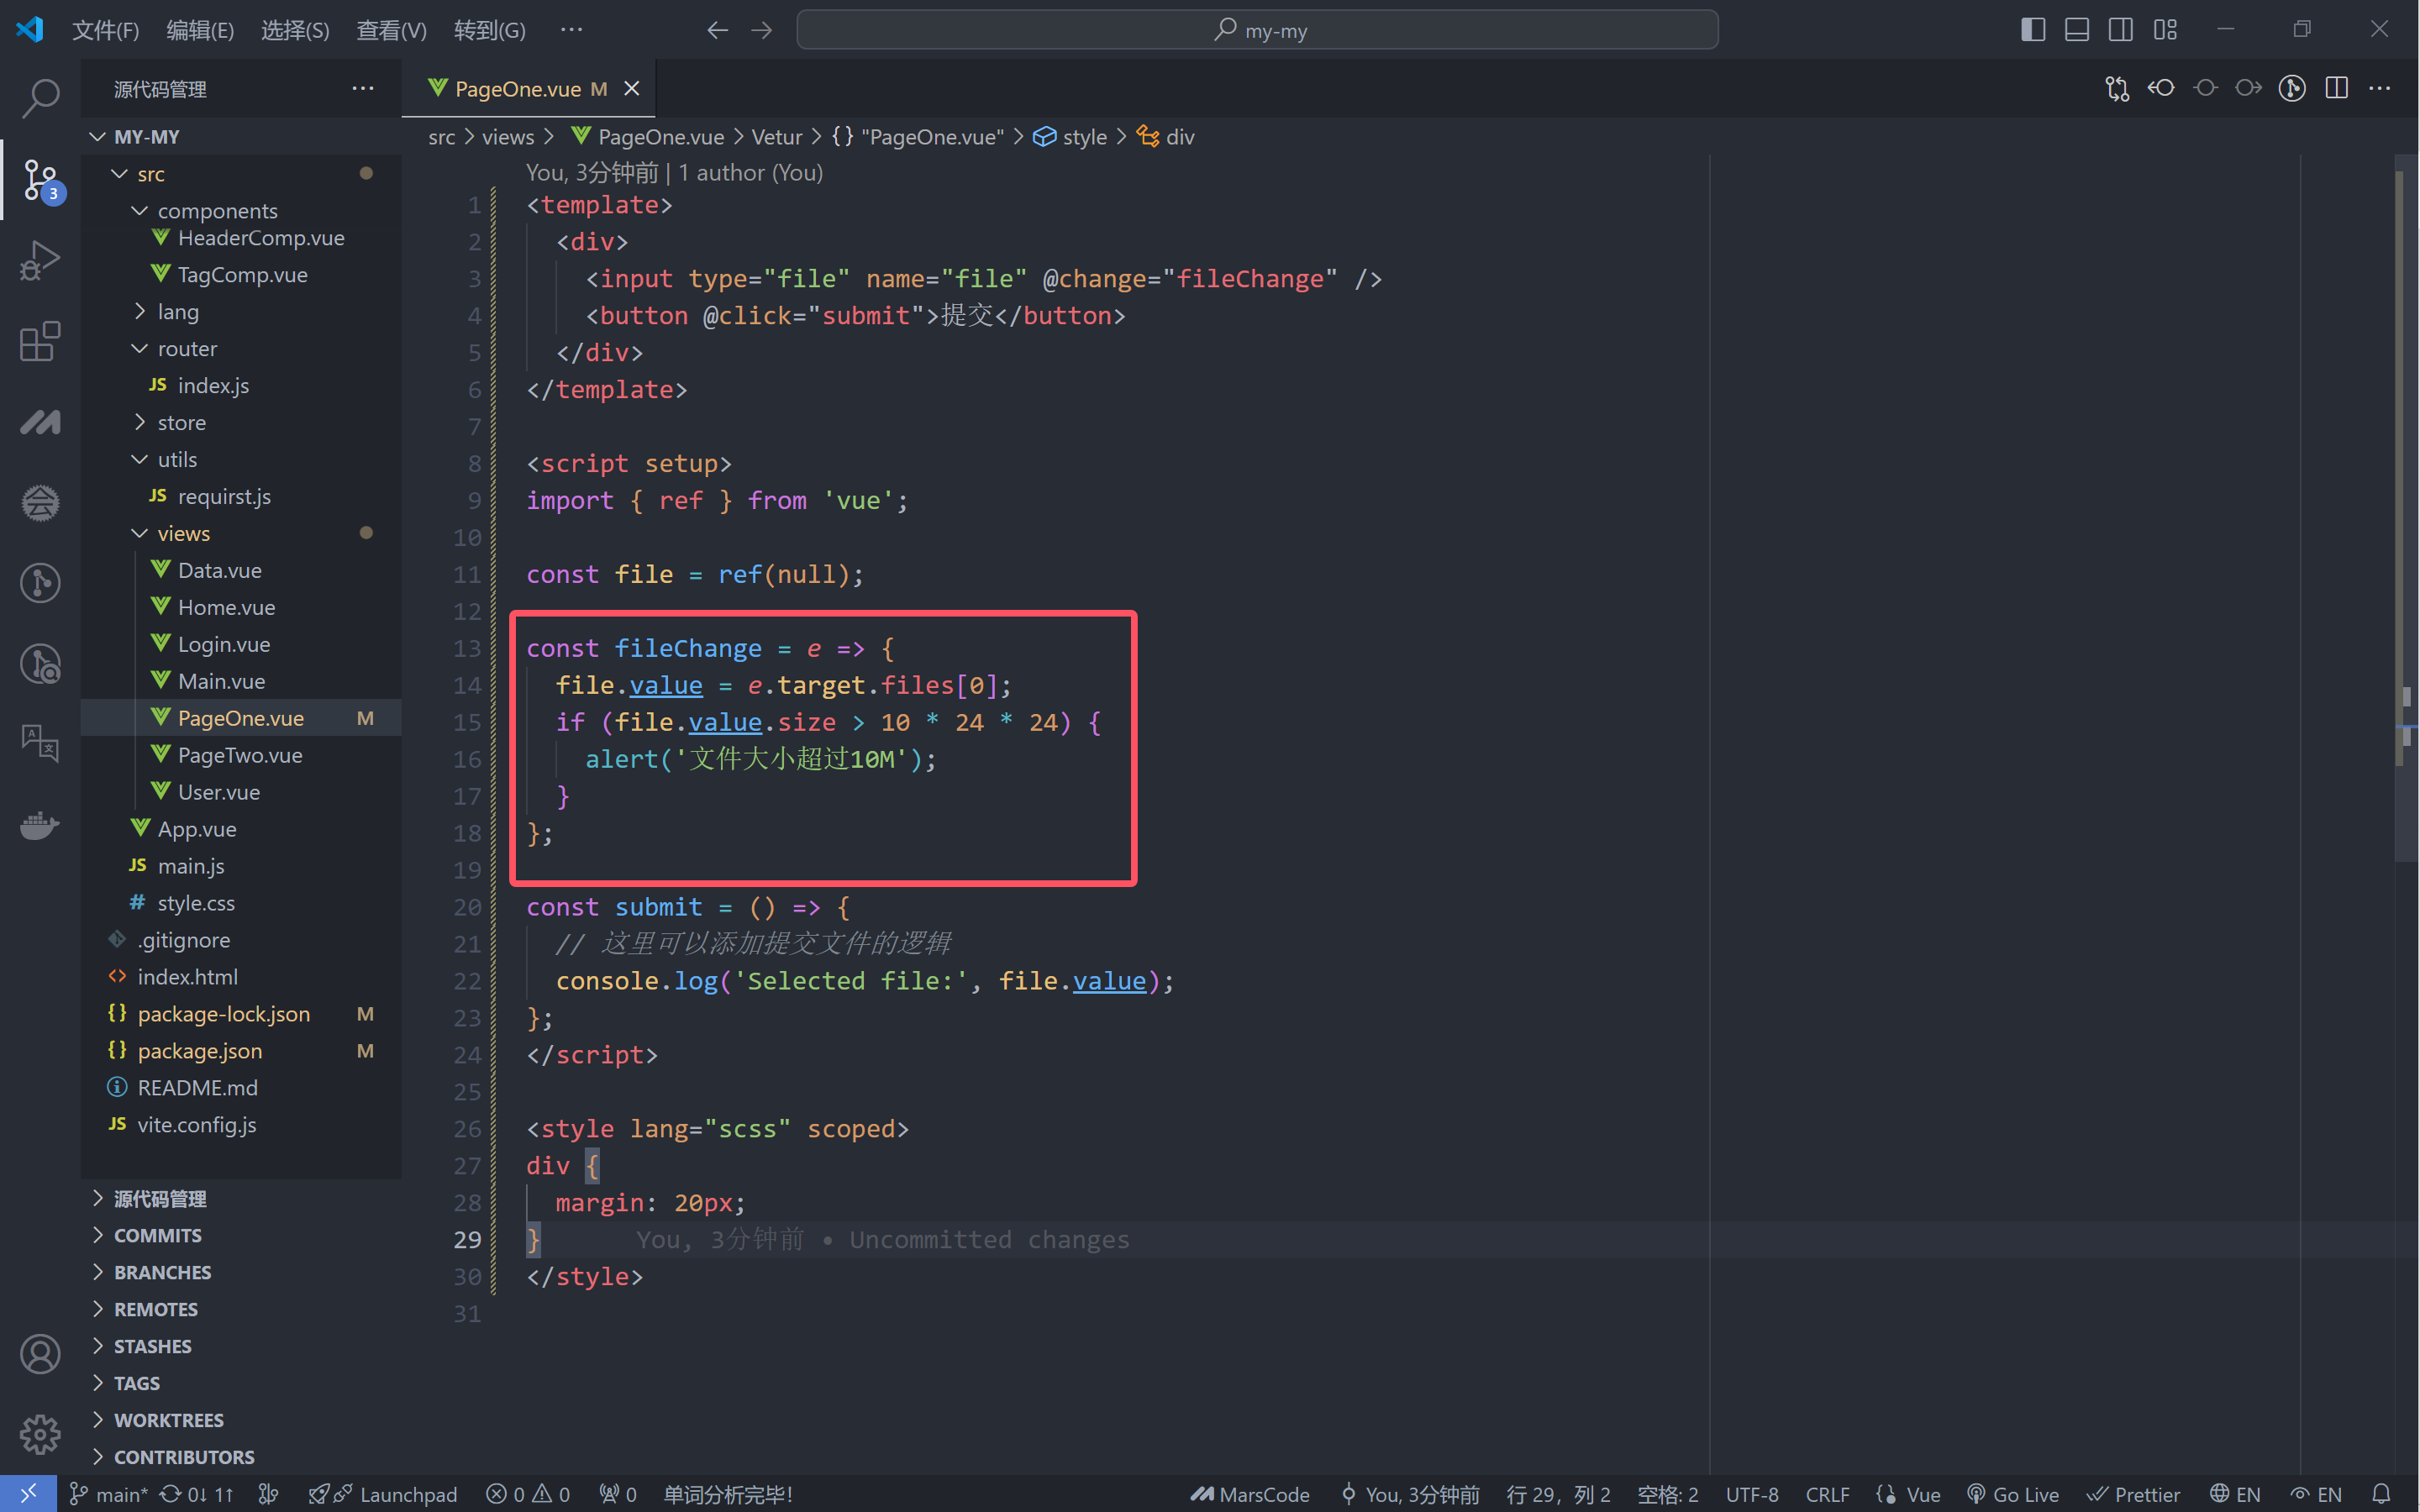 文件(F) 编辑(E) 选择(S) 查看(V) 转到(G) ··· my-my
源代码管理 ···
MY-MY
src
components
HeaderComp.vue
TagComp.vue
lang
router
JS index.js
store
utils
JS requirst.js
views
Data.vue
Home.vue
Login.vue
Main.vue
PageOne.vue M
PageTwo.vue
User.vue
App.vue
JS main.js
# style.css
.gitignore
<> index.html
{} package-lock.json M
{} package.json M
README.md
JS vite.config.js
源代码管理
COMMITS
BRANCHES
REMOTES
STASHES
TAGS
WORKTREES
CONTRIBUTORS
3
PageOne.vue M
src > views > PageOne.vue > Vetur > {} "PageOne.vue" > style > div
You, 3分钟前 | 1 author (You)
1 <template>
2 <div>
3 <input type="file" name="file" @change="fileChange" />
4 <button @click="submit">提交</button>
5 </div>
6 </template>
7
8 <script setup>
9 import { ref } from 'vue';
10
11 const file = ref(null);
12
13 const fileChange = e => {
14 file.value = e.target.files[0];
15 if (file.value.size > 10 * 24 * 24) {
16 alert('文件大小超过10M');
17 }
18 };
19
20 const submit = () => {
21 // 这里可以添加提交文件的逻辑
22 console.log('Selected file:', file.value);
23 };
24 </script>
25
26 <style lang="scss" scoped>
27 div {
28 margin: 20px;
29 } You, 3分钟前 • Uncommitted changes
30 </style>
31
main* 0↓ 1↑ Launchpad 0 0 0 单词分析完毕! MarsCode You, 3分钟前 行 29，列 2 空格: 2 UTF-8 CRLF Vue Go Live Prettier EN EN